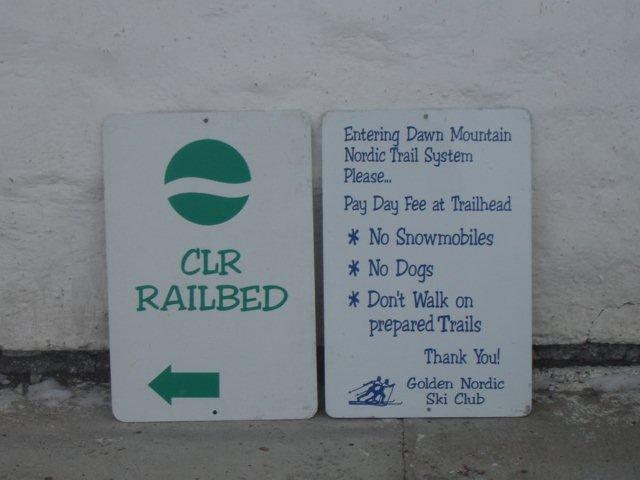 CLR
RAILBED
Entering Dawn Mountain
Nordic Trail System
Please...
Pay Day Fee at Trailhead
* No Snowmobiles
* No Dogs
* Don't Walk on
prepared Trails
Thank You!
Golden Nordic
Ski Club